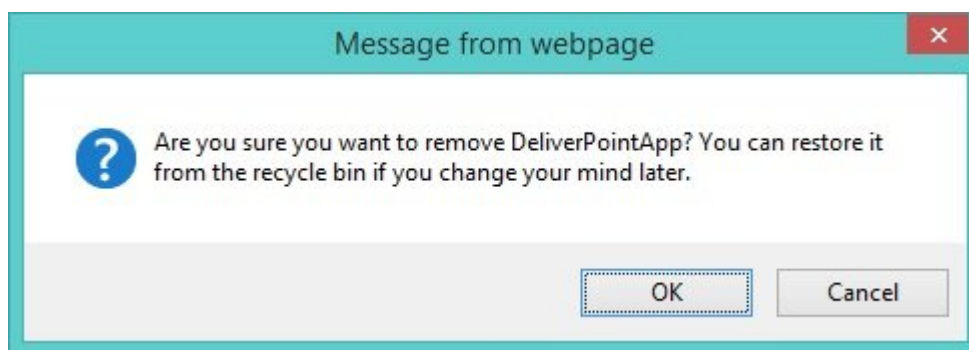 Message from webpage
Are you sure you want to remove DeliverPointApp? You can restore it
from the recycle bin if you change your mind later.
OK
Cancel